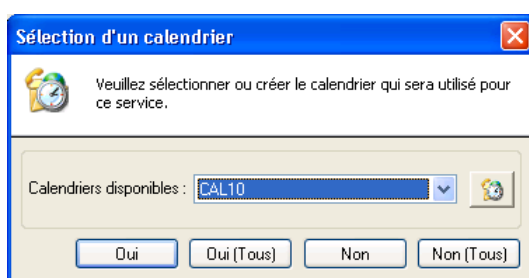 Sélection d'un calendrier
Veuillez sélectionner ou créer le calendrier qui sera utilisé pour
ce service.
Calendriers disponibles : CAL10
Oui Oui (Tous) Non Non (Tous)